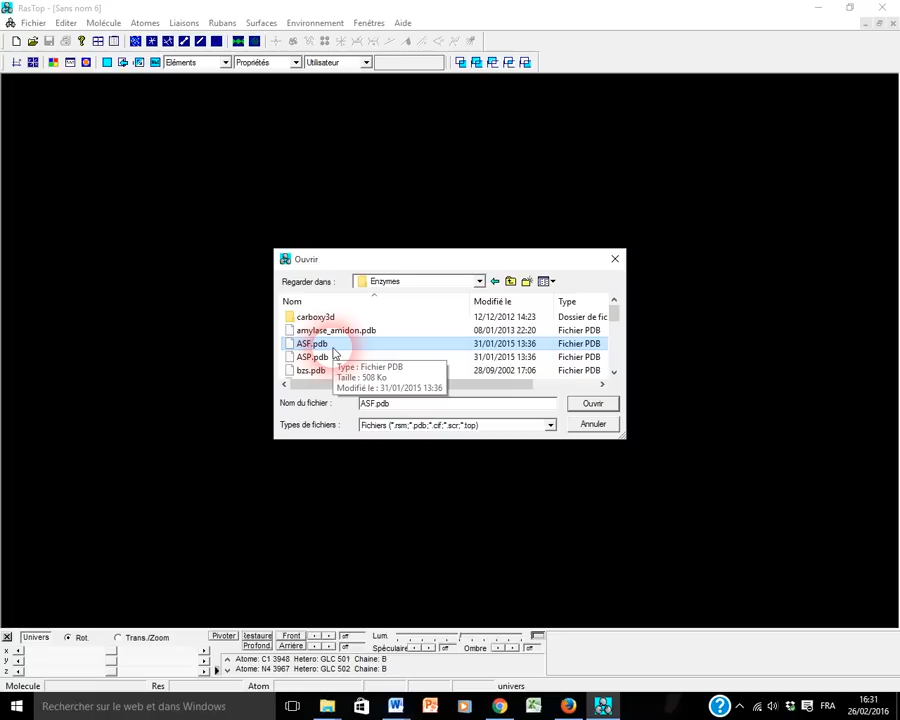 RasTop - [Sans nom 6]
Fichier Editer Molécule Atomes Liaisons Rubans Surfaces Environnement Fenêtres Aide
Eléments Propriétés Utilisateur
Ouvrir
Regarder dans : Enzymes
Nom Modifié le Type
carboxy3d 12/12/2012 14:23 Dossier de fic
amylase_amidon.pdb 08/01/2013 22:20 Fichier PDB
ASF.pdb 31/01/2015 13:36 Fichier PDB
ASP.pdb 31/01/2015 13:36 Fichier PDB
bzs.pdb 28/09/2002 17:06 Fichier PDB
Type : Fichier PDB
Taille : 508 Ko
Modifié le : 31/01/2015 13:36
Nom du fichier : ASF.pdb Ouvrir
Types de fichiers : Fichiers (*.rsm;*.pdb;*.cif;*.scr;*.top) Annuler
Univers Rot. Trans./Zoom Pivoter Restaure Front off Lum.
Profond. Arrière off Spéculaire off Ombre off
x
y
z
Atome: C1 3948 Hetero: GLC 501 Chaine: B
Atome: N4 3967 Hetero: GLC 502 Chaine: B
Molecule Res Atom univers
Rechercher sur le web et dans Windows FRA 16:31
26/02/2016